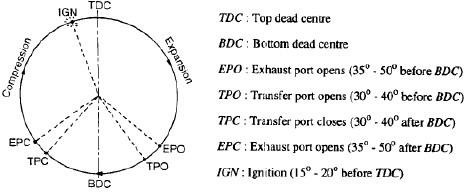 IGN
TDC
Compression
Expansion
EPC
TPC
BDC
TPO
EPO
TDC : Top dead centre
BDC : Bottom dead centre
EPO : Exhaust port opens (35° - 50° before BDC)
TPO : Transfer port opens (30° - 40° before BDC)
TPC : Transfer port closes (30° - 40° after BDC)
EPC : Exhaust port opens (35° - 50° after BDC)
IGN : Ignition (15° - 20° before TDC)